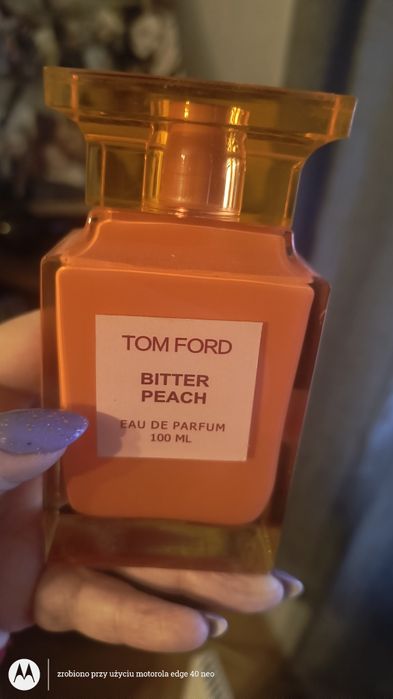 TOM FORD
BITTER
PEACH
EAU DE PARFUM
100 ML
zrobiono przy użyciu motorola edge 40 neo